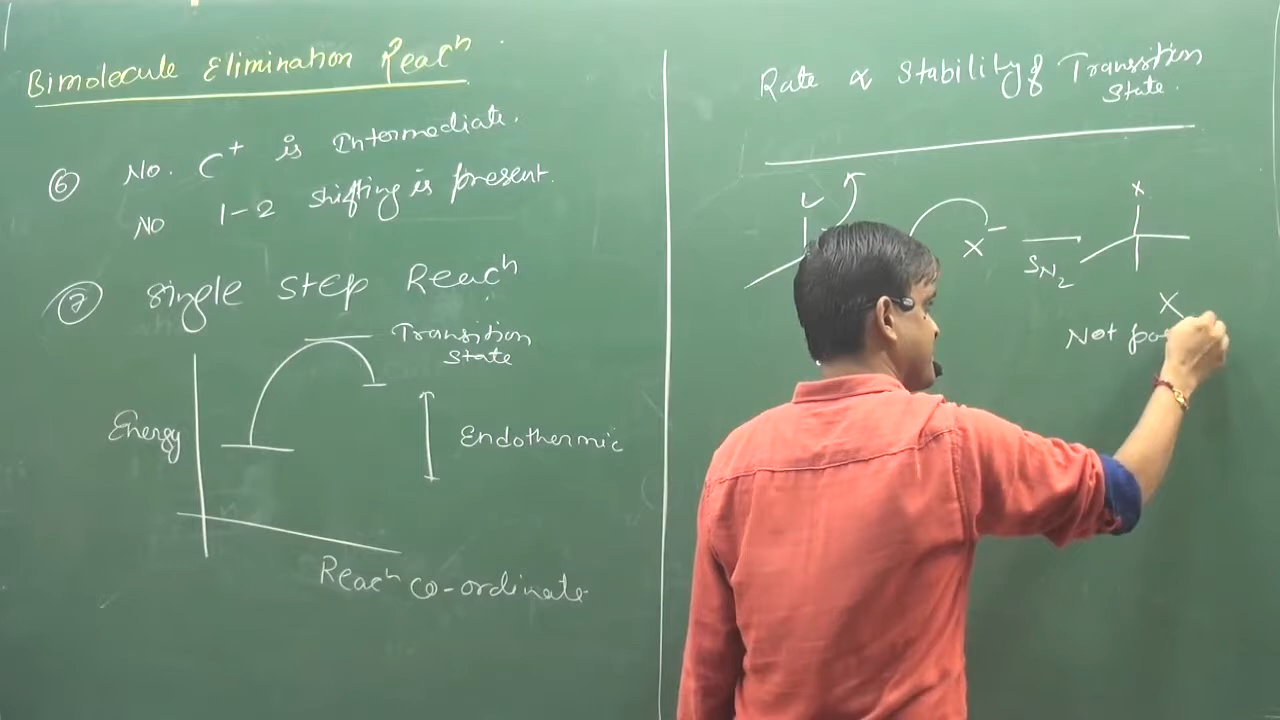 Bimolecule Elimination Reacⁿ.
⑥ No. C⁺ is Intermediate.
No 1-2 shifting is present.
⑦ single step Reacⁿ
Transition
State
Energy
Endothermic
Reacⁿ co-ordinate
Rate ∝ Stability of Transition
State.
L
X⁻
SN₂
x
X
Not